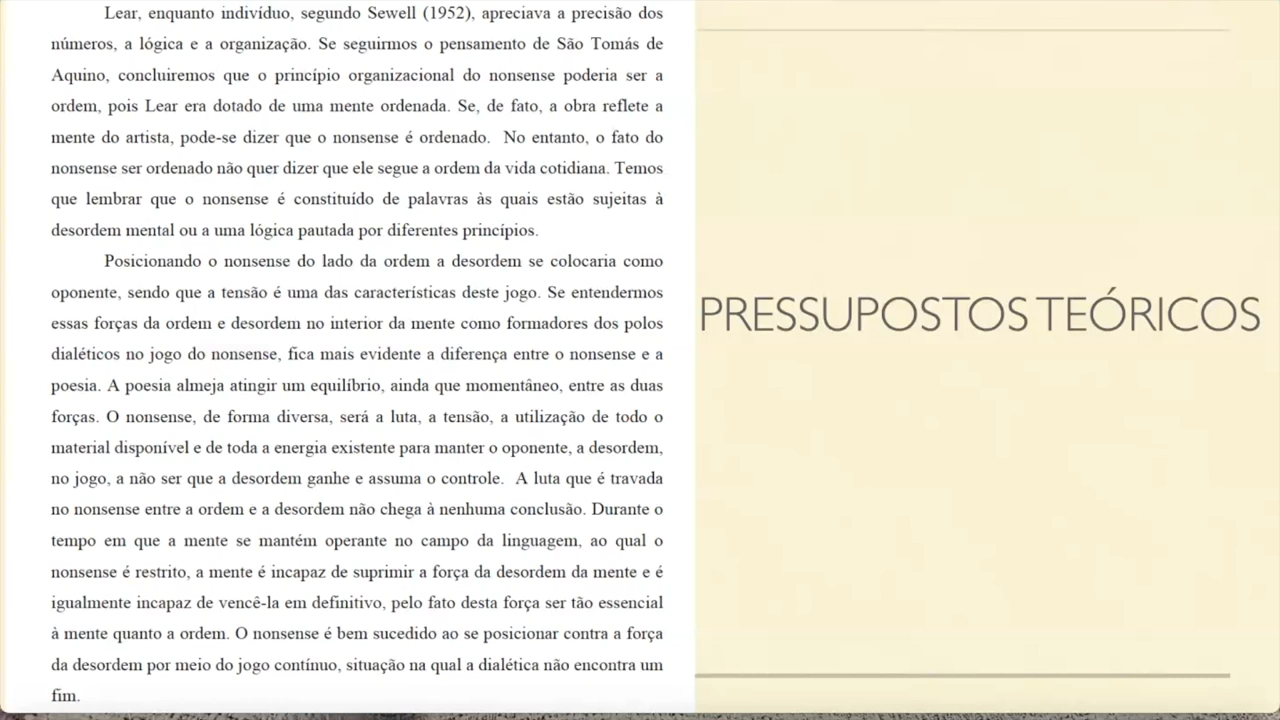 Lear, enquanto indivíduo, segundo Sewell (1952), apreciava a precisão dos
números, a lógica e a organização. Se seguirmos o pensamento de São Tomás de
Aquino, concluiremos que o princípio organizacional do nonsense poderia ser a
ordem, pois Lear era dotado de uma mente ordenada. Se, de fato, a obra reflete a
mente do artista, pode-se dizer que o nonsense é ordenado. No entanto, o fato do
nonsense ser ordenado não quer dizer que ele segue a ordem da vida cotidiana. Temos
que lembrar que o nonsense é constituído de palavras às quais estão sujeitas à
desordem mental ou a uma lógica pautada por diferentes princípios.
Posicionando o nonsense do lado da ordem a desordem se colocaria como
oponente, sendo que a tensão é uma das características deste jogo. Se entendermos
essas forças da ordem e desordem no interior da mente como formadores dos polos
dialéticos no jogo do nonsense, fica mais evidente a diferença entre o nonsense e a
poesia. A poesia almeja atingir um equilíbrio, ainda que momentâneo, entre as duas
forças. O nonsense, de forma diversa, será a luta, a tensão, a utilização de todo o
material disponível e de toda a energia existente para manter o oponente, a desordem,
no jogo, a não ser que a desordem ganhe e assuma o controle. A luta que é travada
no nonsense entre a ordem e a desordem não chega à nenhuma conclusão. Durante o
tempo em que a mente se mantém operante no campo da linguagem, ao qual o
nonsense é restrito, a mente é incapaz de suprimir a força da desordem da mente e é
igualmente incapaz de vencê-la em definitivo, pelo fato desta força ser tão essencial
à mente quanto a ordem. O nonsense é bem sucedido ao se posicionar contra a força
da desordem por meio do jogo contínuo, situação na qual a dialética não encontra um
fim.
PRESSUPOSTOS TEÓRICOS